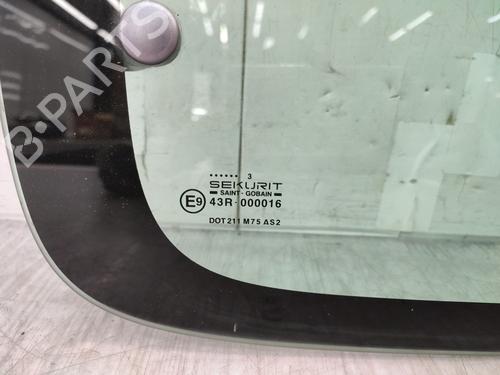 B-PARTS
...... 3
SEKURIT
SAINT-GOBAIN
E9 43R-000016
DOT 211 M75 AS2